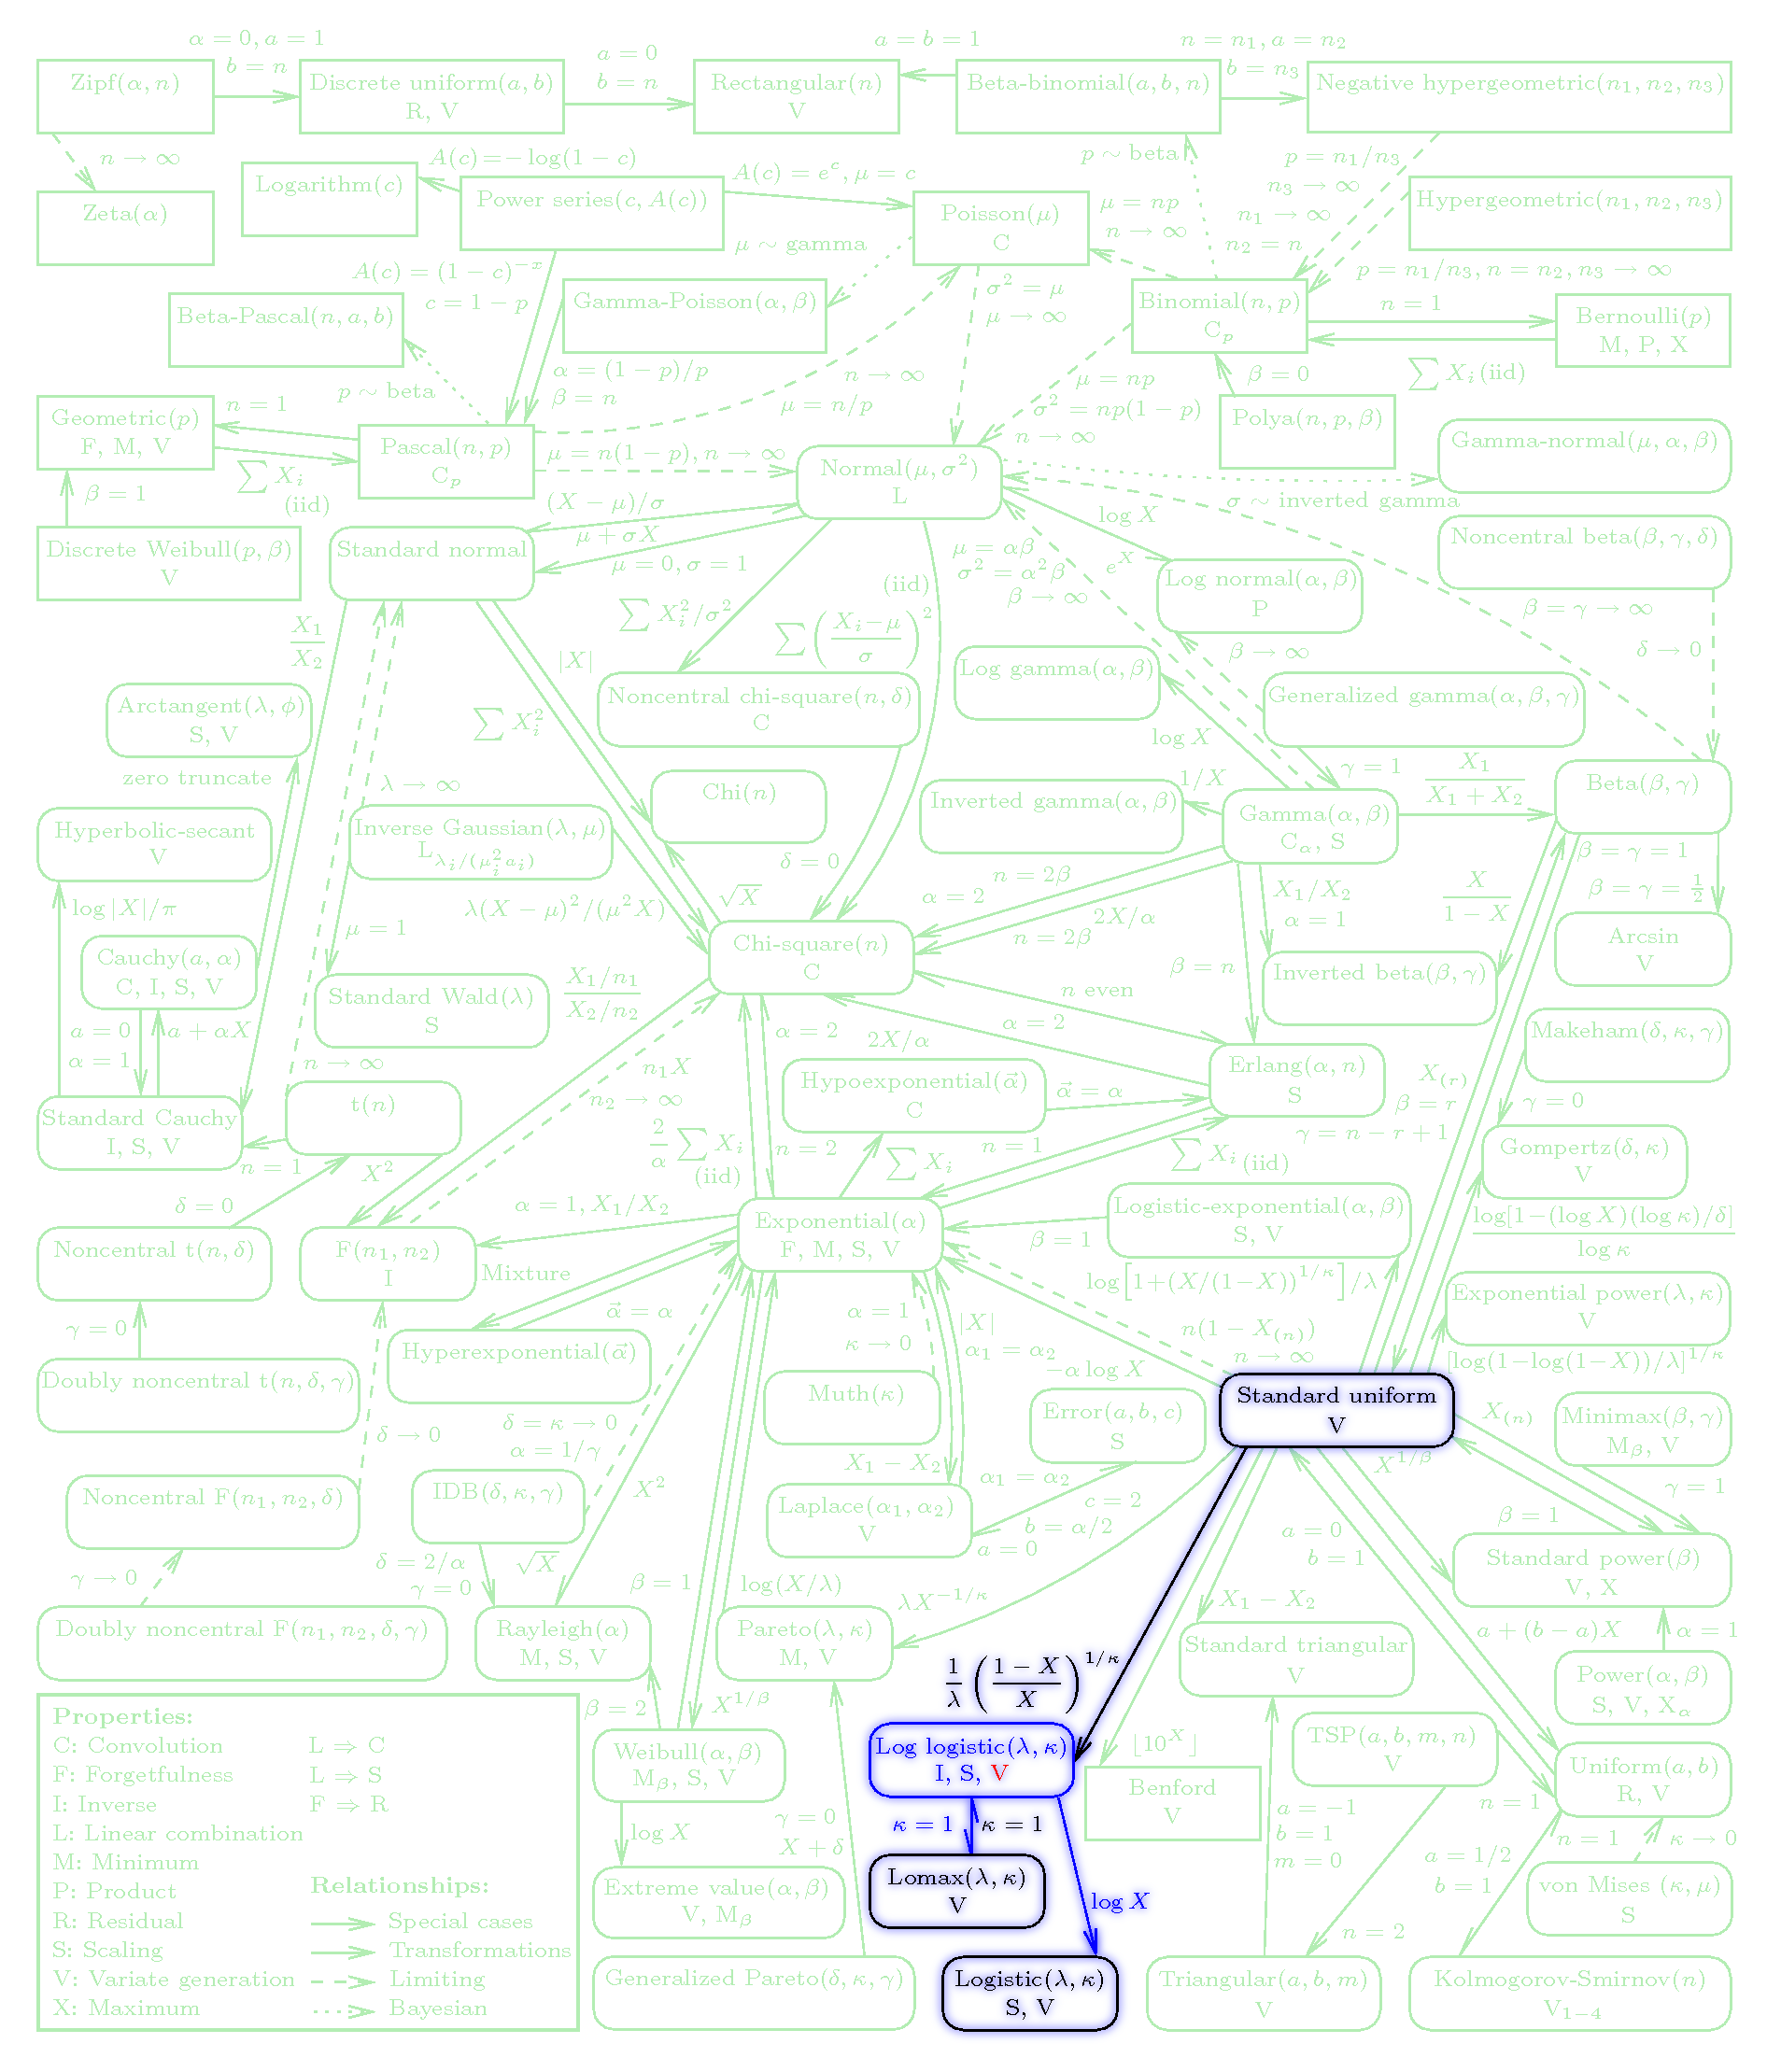 α = 0, a = 1
b = n
a = 0
b = n
a = b = 1
n = n₁, a = n₂
b = n₃
Zipf(α, n)
Discrete uniform(a, b)
R, V
Rectangular(n)
V
Beta-binomial(a, b, n)
Negative hypergeometric(n₁, n₂, n₃)
n → ∞
A(c) = − log(1 − c)
A(c) = eᶜ, μ = c
p ∼ beta
p = n₁/n₃
n₃ → ∞
n₁ → ∞
n₂ = n
Zeta(α)
Logarithm(c)
Power series(c, A(c))
Poisson(μ)
C
μ = np
n → ∞
Hypergeometric(n₁, n₂, n₃)
μ ∼ gamma
p = n₁/n₃, n = n₂, n₃ → ∞
A(c) = (1 − c)⁻ˣ
c = 1 − p
Beta-Pascal(n, a, b)
Gamma-Poisson(α, β)
σ² = μ
μ → ∞
Binomial(n, p)
Cₚ
n = 1
Bernoulli(p)
M, P, X
∑ Xᵢ (iid)
p ∼ beta
α = (1 − p)/p
β = n
n → ∞
μ = n/p
μ = np
σ² = np(1 − p)
n → ∞
β = 0
Polya(n, p, β)
Geometric(p)
F, M, V
n = 1
∑ Xᵢ
(iid)
Pascal(n, p)
Cₚ
μ = n(1 − p), n → ∞
Normal(μ, σ²)
L
Gamma-normal(μ, α, β)
σ ∼ inverted gamma
β = 1
Discrete Weibull(p, β)
V
Standard normal
(X − μ)/σ
μ + σX
μ = 0, σ = 1
log X
eˣ
μ = αβ
σ² = α²β
β → ∞
Log normal(α, β)
P
Noncentral beta(β, γ, δ)
β = γ → ∞
δ → 0
X₁/X₂
|X|
∑ Xᵢ²
∑ Xᵢ²/σ²
(iid)
∑ ((Xᵢ−μ)/σ)²
Log gamma(α, β)
β → ∞
Generalized gamma(α, β, γ)
Noncentral chi-square(n, δ)
C
Arctangent(λ, φ)
S, V
zero truncate
λ → ∞
Chi(n)
log X
1/X
γ = 1
X₁/(X₁ + X₂)
Beta(β, γ)
Hyperbolic-secant
V
Inverse Gaussian(λ, μ)
L_{λᵢ/(μᵢ²aᵢ)}
Inverted gamma(α, β)
Gamma(α, β)
C_α, S
δ = 0
n = 2β
α = 2
2X/α
n = 2β
X₁/X₂
α = 1
β = n
X/(1 − X)
β = γ = 1
β = γ = 1/2
log |X|/π
λ(X − μ)²/(μ²X)
√X
μ = 1
Cauchy(a, α)
C, I, S, V
Chi-square(n)
C
Inverted beta(β, γ)
Arcsin
V
Standard Wald(λ)
S
(X₁/n₁)/(X₂/n₂)
n even
α = 2
α = 2
2X/α
a = 0
α = 1
a + αX
n → ∞
n₁X
n₂ → ∞
Hypoexponential(α⃗)
C
α⃗ = α
Erlang(α, n)
S
X₍ᵣ₎
β = r
γ = n − r + 1
Makeham(δ, κ, γ)
γ = 0
Standard Cauchy
I, S, V
t(n)
n = 1
X²
(2/α) ∑ Xᵢ
(iid)
n = 2
∑ Xᵢ
n = 1
∑ Xᵢ (iid)
Gompertz(δ, κ)
V
δ = 0
α = 1, X₁/X₂
Noncentral t(n, δ)
F(n₁, n₂)
I
Mixture
Exponential(α)
F, M, S, V
β = 1
Logistic-exponential(α, β)
S, V
log[1−(log X)(log κ)/δ]/log κ
log[1+(X/(1−X))^{1/κ}]/λ
γ = 0
δ → 0
α⃗ = α
Hyperexponential(α⃗)
α = 1
κ → 0
|X|
α₁ = α₂
n(1 − X₍ₙ₎)
n → ∞
−α log X
Exponential power(λ, κ)
V
[log(1−log(1−X))/λ]^{1/κ}
Doubly noncentral t(n, δ, γ)
Muth(κ)
Error(a, b, c)
S
Standard uniform
V
X₍ₙ₎
X^{1/β}
Minimax(β, γ)
M_β, V
γ = 1
β = 1
δ = κ → 0
α = 1/γ
X²
X₁ − X₂
α₁ = α₂
c = 2
b = α/2
a = 0
Noncentral F(n₁, n₂, δ)
IDB(δ, κ, γ)
Laplace(α₁, α₂)
V
a = 0
b = 1
Standard power(β)
V, X
γ → 0
δ = 2/α
γ = 0
√X
β = 1
log(X/λ)
λX^{−1/κ}
X₁ − X₂
a + (b − a)X
α = 1
Doubly noncentral F(n₁, n₂, δ, γ)
Rayleigh(α)
M, S, V
Pareto(λ, κ)
M, V
Standard triangular
V
Power(α, β)
S, V, X_α
(1/λ)((1 − X)/X)^{1/κ}
β = 2
X^{1/β}
Weibull(α, β)
M_β, S, V
Log logistic(λ, κ)
I, S, V
⌊10ˣ⌋
Benford
V
TSP(a, b, m, n)
V
Uniform(a, b)
R, V
log X
γ = 0
X + δ
κ = 1
κ = 1
a = −1
b = 1
m = 0
n = 1
n = 1
κ → 0
a = 1/2
b = 1
Extreme value(α, β)
V, M_β
Lomax(λ, κ)
V
log X
n = 2
von Mises (κ, μ)
S
Generalized Pareto(δ, κ, γ)
Logistic(λ, κ)
S, V
Triangular(a, b, m)
V
Kolmogorov-Smirnov(n)
V₁₋₄
Properties:
C: Convolution
F: Forgetfulness
I: Inverse
L: Linear combination
M: Minimum
P: Product
R: Residual
S: Scaling
V: Variate generation
X: Maximum
L ⇒ C
L ⇒ S
F ⇒ R
Relationships:
Special cases
Transformations
Limiting
Bayesian